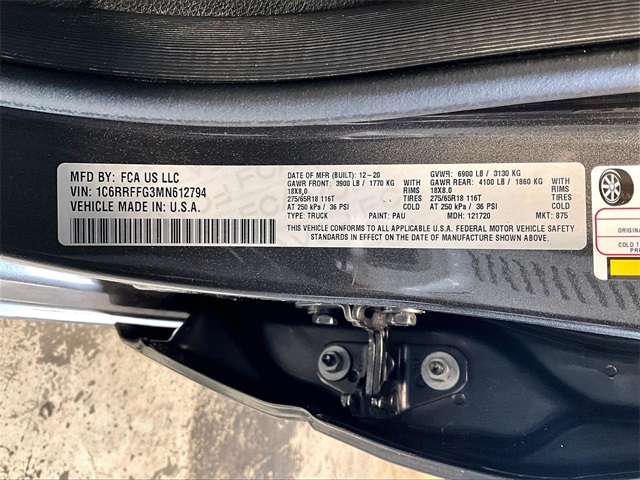 MFD BY: FCA US LLC
VIN: 1C6RRFFG3MN612794
VEHICLE MADE IN: U.S.A.
DATE OF MFR (BUILT): 12-20
GAWR FRONT: 3900 LB / 1770 KG
18X8.0 RIMS
275/65R18 116T TIRES
AT 250 kPa / 36 PSI COLD
TYPE: TRUCK PAINT: PAU
GVWR: 6900 LB / 3130 KG
GAWR REAR: 4100 LB / 1860 KG
18X8.0 RIMS
275/65R18 116T TIRES
AT 250 kPa / 36 PSI COLD
MDH: 121720 MKT: 875
THIS VEHICLE CONFORMS TO ALL APPLICABLE U.S.A. FEDERAL MOTOR VEHICLE SAFETY
STANDARDS IN EFFECT ON THE DATE OF MANUFACTURE SHOWN ABOVE.
ORIGINA
COLD T
PR